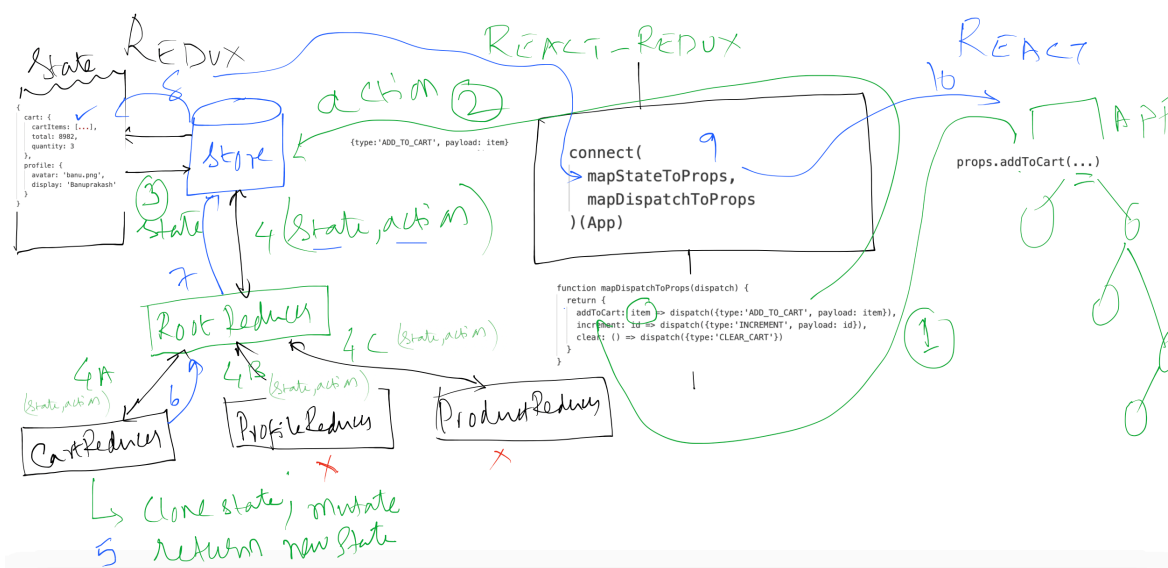 REDUX
REACT-REDUX
REACT
State
{
cart: {
cartItems: [...],
total: 8982,
quantity: 3
},
profile: {
avatar: 'banu.png',
display: 'Banuprakash'
}
}
8
Store
action 2
{type:'ADD_TO_CART', payload: item}
3
State
4 (State, action)
7
Root Reducer
4A
(State, action)
4B
(State, action)
4C (State, action)
6
CartReducer
ProfileReducer
X
ProductReducer
X
Clone state; mutate
5 return new State
connect(
mapStateToProps,
mapDispatchToProps
)(App)
9
10
function mapDispatchToProps(dispatch) {
return {
addToCart: item => dispatch({type:'ADD_TO_CART', payload: item}),
increment: id => dispatch({type:'INCREMENT', payload: id}),
clear: () => dispatch({type:'CLEAR_CART'})
}
}
1
APP
props.addToCart(...)